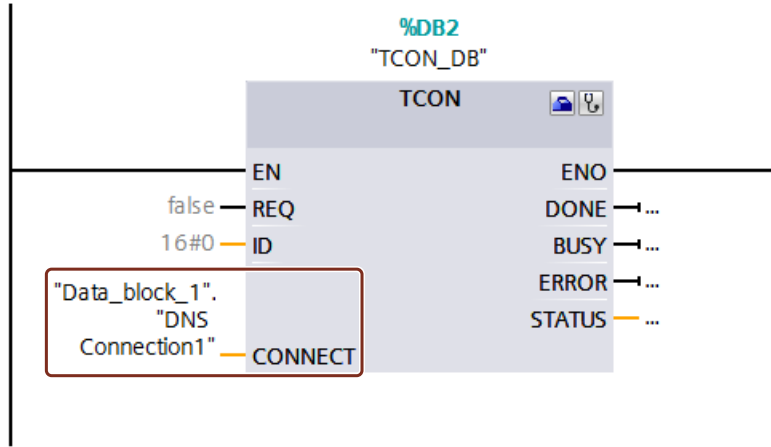 %DB2
"TCON_DB"
TCON
EN
ENO
false
REQ
DONE
...
16#0
ID
BUSY
...
ERROR
...
"Data_block_1".
"DNS
Connection1"
CONNECT
STATUS
...